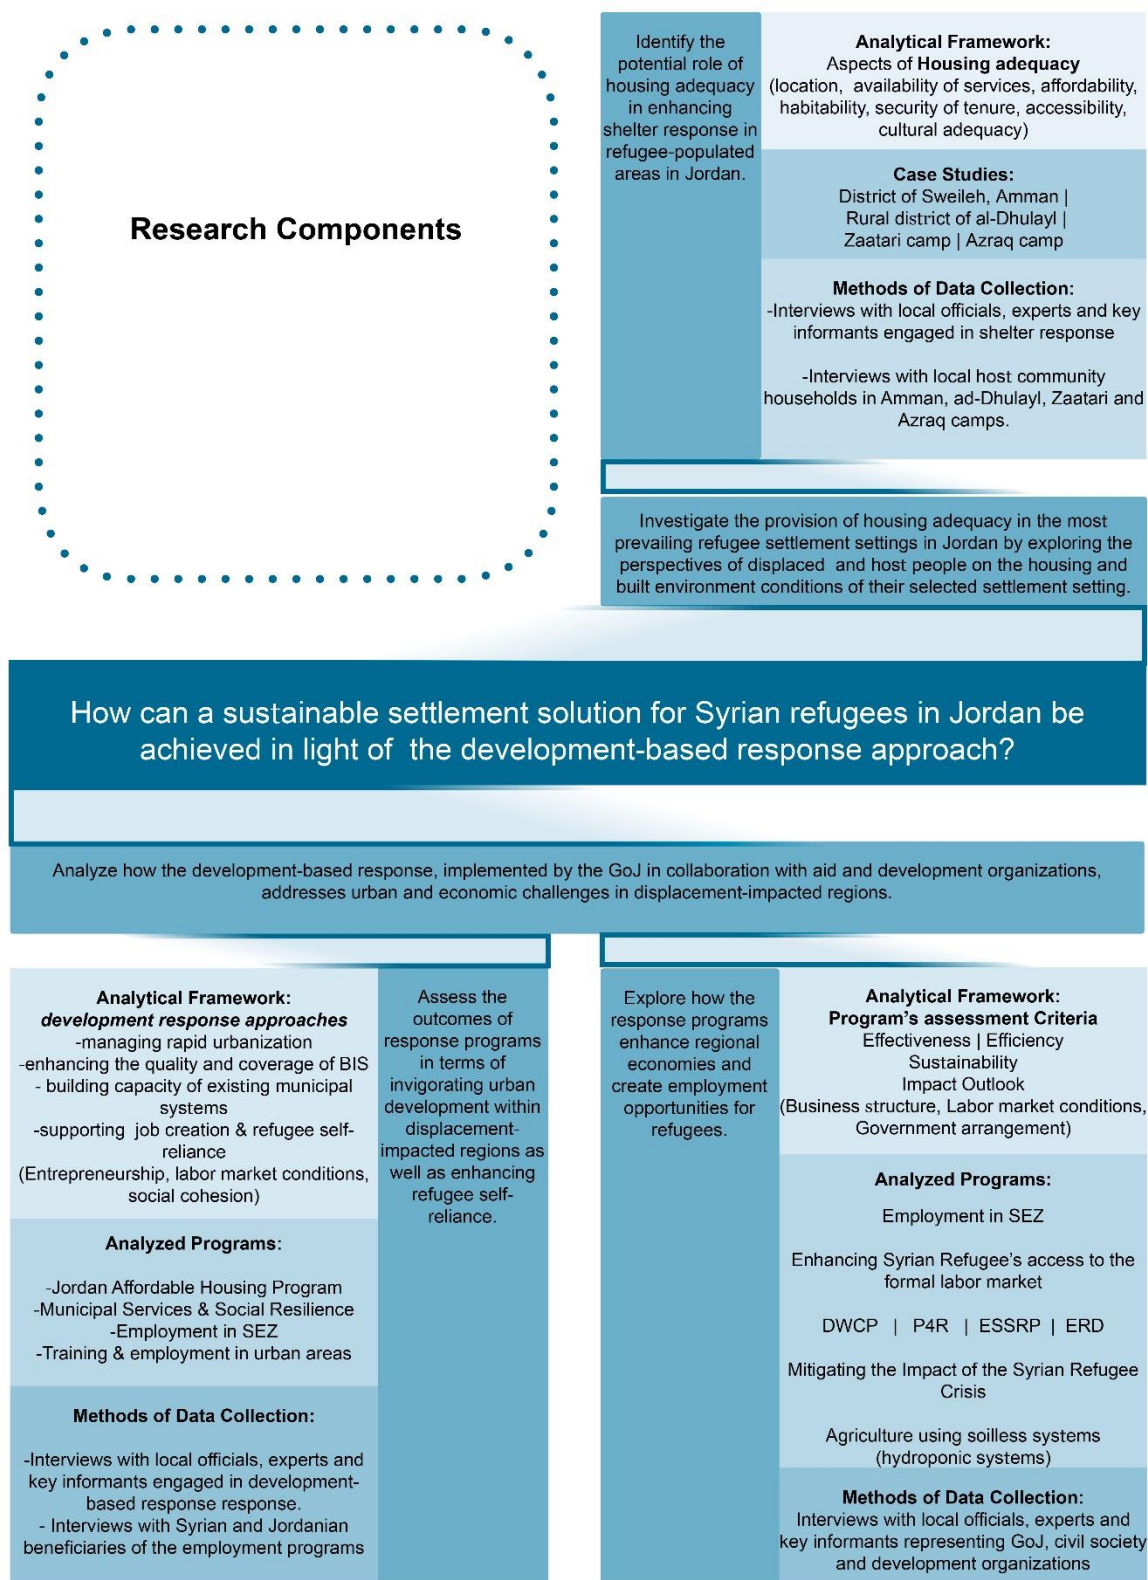 Research Components
Identify the
potential role of
housing adequacy
in enhancing
shelter response in
refugee-populated
areas in Jordan.
Analytical Framework:
Aspects of Housing adequacy
(location, availability of services, affordability,
habitability, security of tenure, accessibility,
cultural adequacy)
Case Studies:
District of Sweileh, Amman |
Rural district of al-Dhulayl |
Zaatari camp | Azraq camp
Methods of Data Collection:
-Interviews with local officials, experts and key
informants engaged in shelter response
-Interviews with local host community
households in Amman, ad-Dhulayl, Zaatari and
Azraq camps.
Investigate the provision of housing adequacy in the most
prevailing refugee settlement settings in Jordan by exploring the
perspectives of displaced and host people on the housing and
built environment conditions of their selected settlement setting.
How can a sustainable settlement solution for Syrian refugees in Jordan be
achieved in light of the development-based response approach?
Analyze how the development-based response, implemented by the GoJ in collaboration with aid and development organizations,
addresses urban and economic challenges in displacement-impacted regions.
Analytical Framework:
development response approaches
-managing rapid urbanization
-enhancing the quality and coverage of BIS
- building capacity of existing municipal
systems
-supporting job creation & refugee self-
reliance
(Entrepreneurship, labor market conditions,
social cohesion)
Analyzed Programs:
-Jordan Affordable Housing Program
-Municipal Services & Social Resilience
-Employment in SEZ
-Training & employment in urban areas
Methods of Data Collection:
-Interviews with local officials, experts and
key informants engaged in development-
based response response.
- Interviews with Syrian and Jordanian
beneficiaries of the employment programs
Assess the
outcomes of
response programs
in terms of
invigorating urban
development within
displacement-
impacted regions as
well as enhancing
refugee self-
reliance.
Explore how the
response programs
enhance regional
economies and
create employment
opportunities for
refugees.
Analytical Framework:
Program's assessment Criteria
Effectiveness | Efficiency
Sustainability
Impact Outlook
(Business structure, Labor market conditions,
Government arrangement)
Analyzed Programs:
Employment in SEZ
Enhancing Syrian Refugee's access to the
formal labor market
DWCP | P4R | ESSRP | ERD
Mitigating the Impact of the Syrian Refugee
Crisis
Agriculture using soilless systems
(hydroponic systems)
Methods of Data Collection:
Interviews with local officials, experts and
key informants representing GoJ, civil society
and development organizations